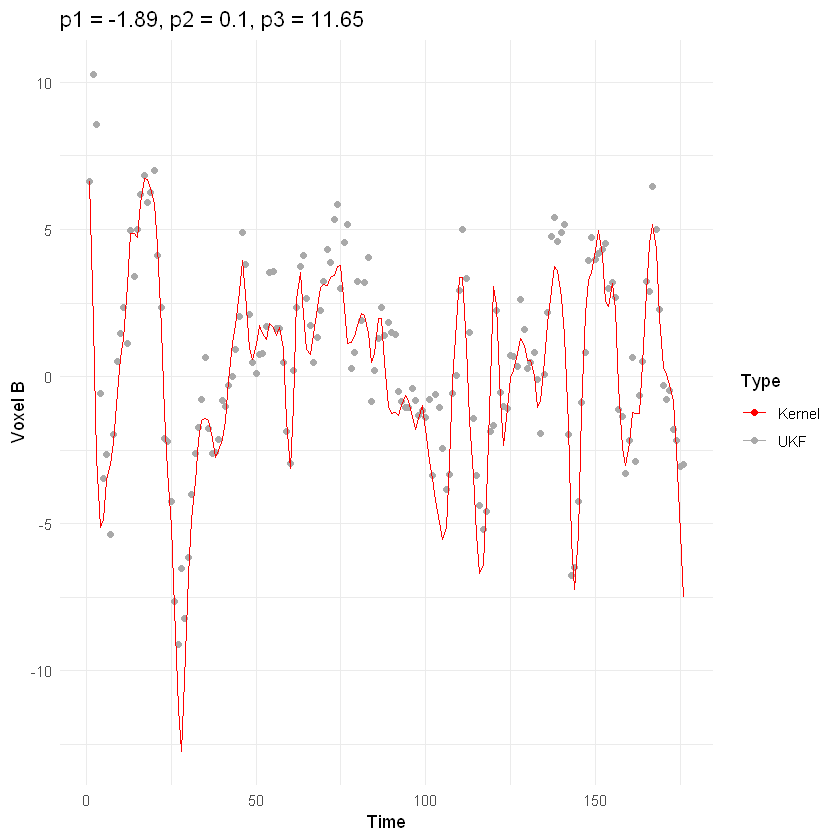 p1 = -1.89, p2 = 0.1, p3 = 11.65
10
5
0
-5
-10
Voxel B
0 50 100 150
Time
Type
Kernel
UKF